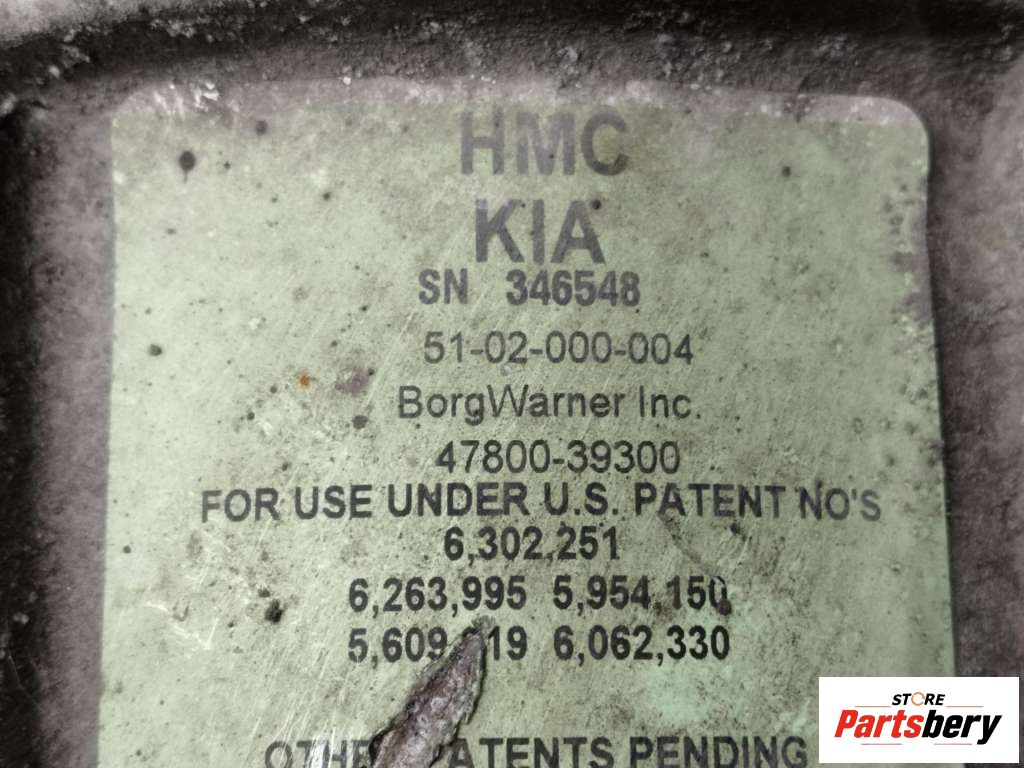 HMC
KIA
SN 346548
51-02-000-004
BorgWarner Inc.
47800-39300
FOR USE UNDER U.S. PATENT NO'S
6,302,251
6,263,995 5,954,150
6,062,330
PATENTS PENDING
STORE
Partsbery